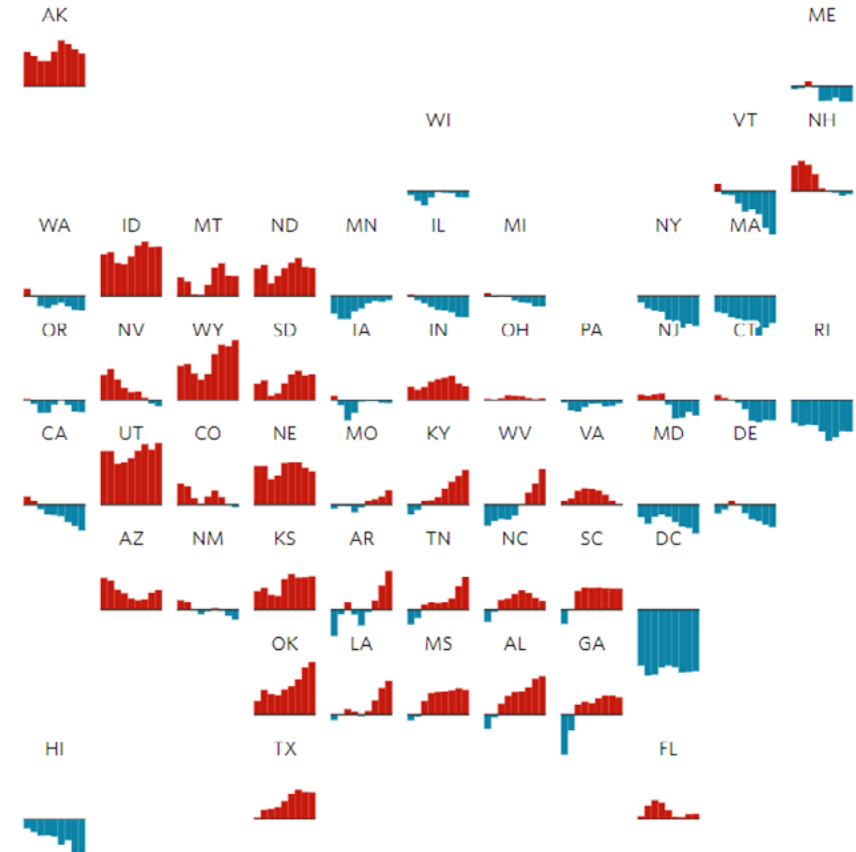 AK ME
WI VT NH
WA ID MT ND MN IL MI NY MA
OR NV WY SD IA IN OH PA NJ CT RI
CA UT CO NE MO KY WV VA MD DE
AZ NM KS AR TN NC SC DC
OK LA MS AL GA
HI TX FL